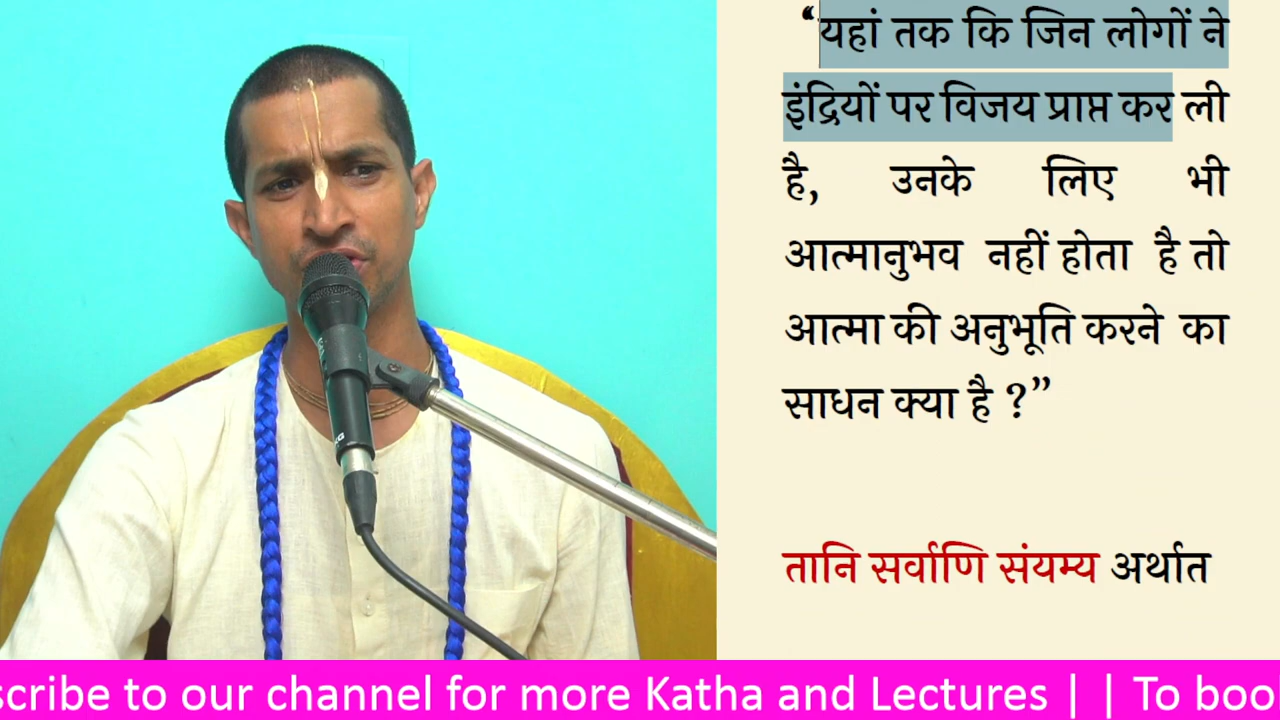 “यहां तक कि जिन लोगों ने
इंद्रियों पर विजय प्राप्त कर ली
है, उनके लिए भी
आत्मानुभव नहीं होता है तो
आत्मा की अनुभूति करने का
साधन क्या है ?”
तानि सर्वाणि संयम्य अर्थात
scribe to our channel for more Katha and Lectures | | To boo